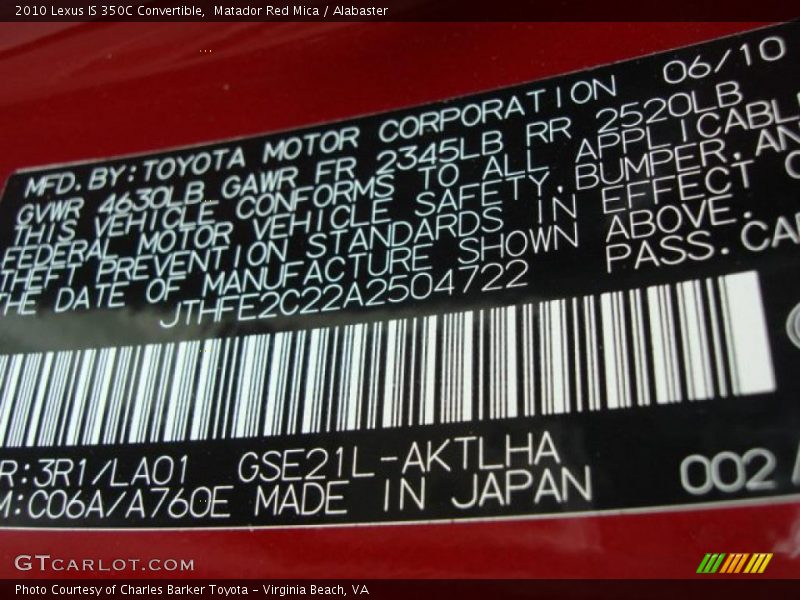 2010 Lexus IS 350C Convertible,  Matador Red Mica / Alabaster
06/10
MFD. BY: TOYOTA MOTOR CORPORATION
GVWR 4630LB GAWR FR 2345LB RR 2520LB
THIS VEHICLE CONFORMS TO ALL APPLICABL
FEDERAL MOTOR VEHICLE SAFETY, BUMPER, AN
THEFT PREVENTION STANDARDS IN EFFECT
THE DATE OF MANUFACTURE SHOWN ABOVE.
JTHFE2C22A2504722 PASS. CA
R: 3R1/LA01 GSE21L-AKTLHA
M: C06A/A760E MADE IN JAPAN 002
GTCARLOT.COM
Photo Courtesy of Charles Barker Toyota - Virginia Beach, VA